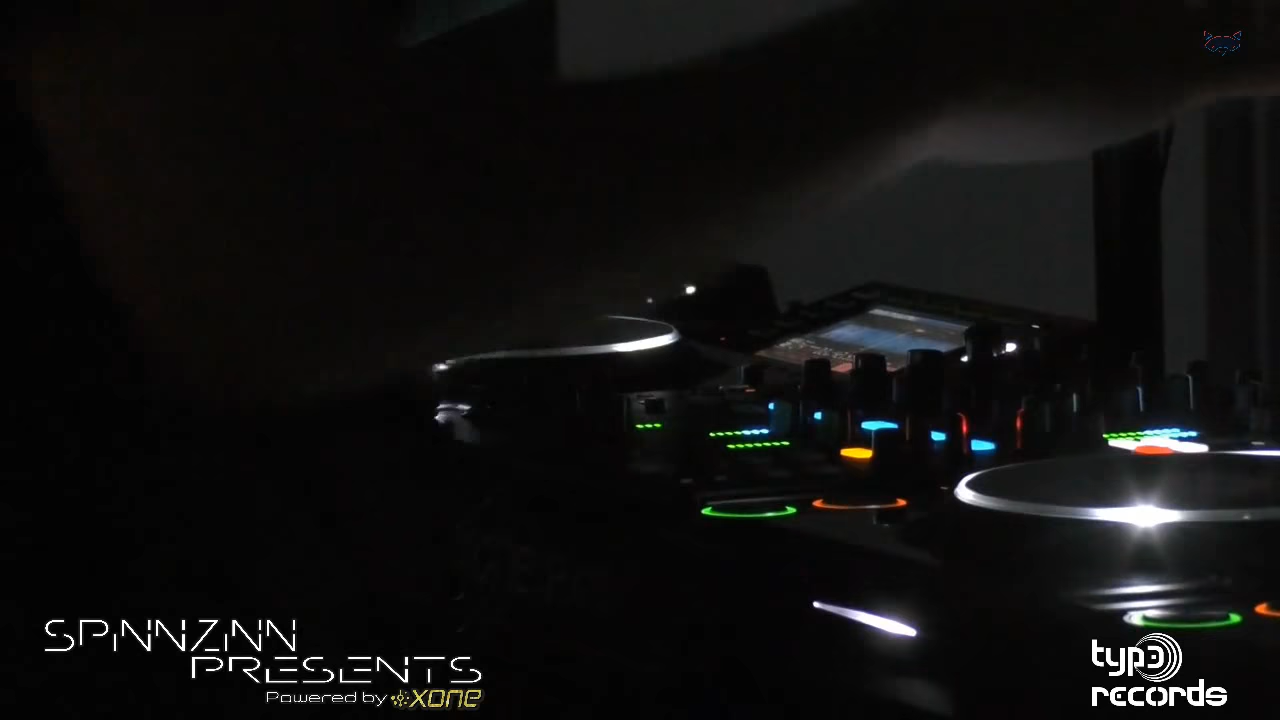 SPINNZINN
PRESENTS
Powered by XONE
typ3
records